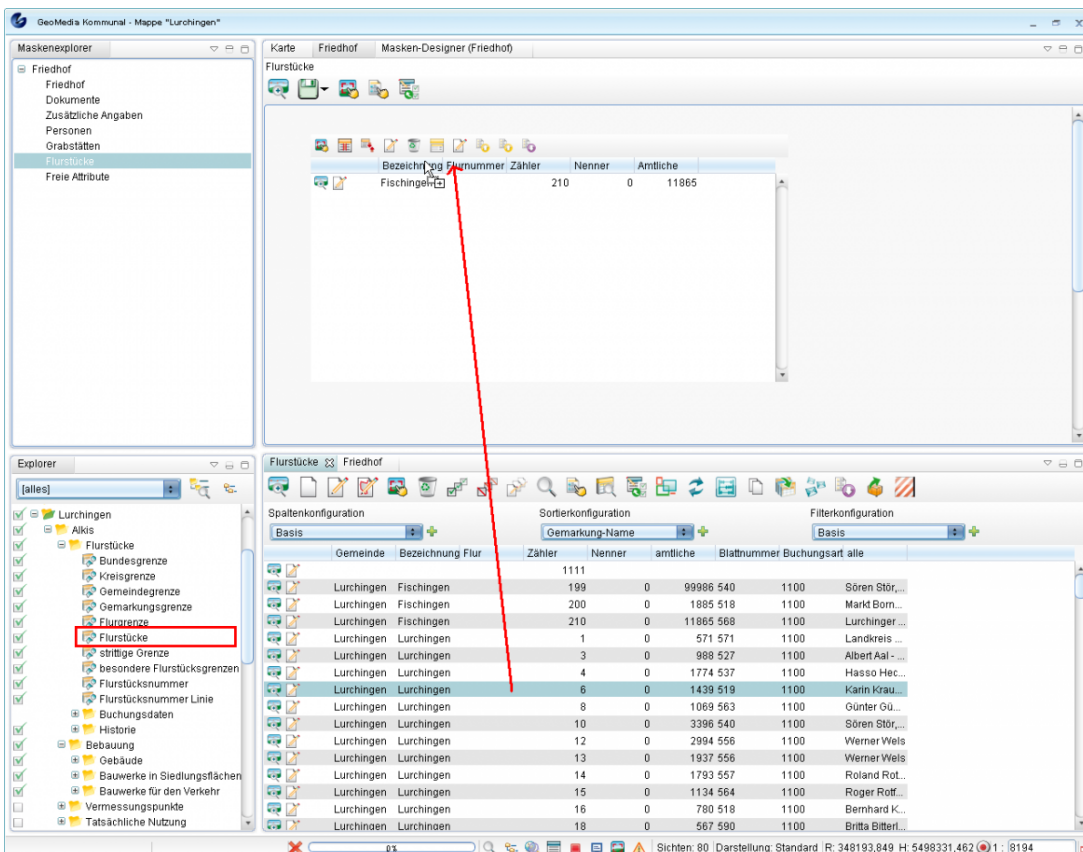 GeoMedia Kommunal - Mappe "Lurchingen"
Maskenexplorer
Friedhof
Friedhof
Dokumente
Zusätzliche Angaben
Personen
Grabstätten
Flurstücke
Freie Attribute
Karte Friedhof Masken-Designer (Friedhof)
Flurstücke
Bezeichnung Flurnummer Zähler Nenner Amtliche
Fischingen 210 0 11865
Explorer
[alles]
Lurchingen
Alkis
Flurstücke
Bundesgrenze
Kreisgrenze
Gemeindegrenze
Gemarkungsgrenze
Flurgrenze
Flurstücke
strittige Grenze
besondere Flurstücksgrenzen
Flurstücksnummer
Flurstücksnummer Linie
Buchungsdaten
Historie
Bebauung
Gebäude
Bauwerke in Siedlungsflächen
Bauwerke für den Verkehr
Vermessungspunkte
Tatsächliche Nutzung
Flurstücke Friedhof
Spaltenkonfiguration Sortierkonfiguration Filterkonfiguration
Basis Gemarkung-Name Basis
Gemeinde Bezeichnung Flur Zähler Nenner amtliche Blattnummer Buchungsart alle
1111
Lurchingen Fischingen 199 0 99986 540 1100 Sören Stör,...
Lurchingen Fischingen 200 0 1885 518 1100 Markt Born...
Lurchingen Fischingen 210 0 11865 568 1100 Lurchinger ...
Lurchingen Lurchingen 1 0 571 571 1100 Landkreis ...
Lurchingen Lurchingen 3 0 988 527 1100 Albert Aal - ...
Lurchingen Lurchingen 4 0 1774 537 1100 Hasso Hec...
Lurchingen Lurchingen 6 0 1439 519 1100 Karin Krau...
Lurchingen Lurchingen 8 0 1069 563 1100 Günter Gü...
Lurchingen Lurchingen 10 0 3396 540 1100 Sören Stör,...
Lurchingen Lurchingen 12 0 2994 556 1100 Werner Wels
Lurchingen Lurchingen 13 0 1937 556 1100 Werner Wels
Lurchingen Lurchingen 14 0 1793 557 1100 Roland Rot...
Lurchingen Lurchingen 15 0 1134 564 1100 Roger Rotf...
Lurchingen Lurchingen 16 0 780 518 1100 Bernhard K...
Lurchingen Lurchingen 18 0 567 590 1100 Britta Bitterl...
0% Sichten: 80 Darstellung: Standard R: 348193,849 H: 5498331,462 1 : 8194